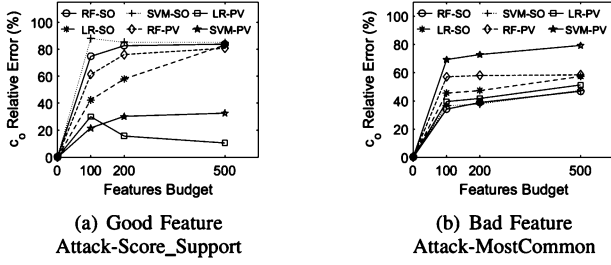 RF-SO SVM-SO LR-PV
LR-SO RF-PV SVM-PV
c_o Relative Error (%)
100
80
60
40
20
0
0 100 200 500
Features Budget
(a) Good Feature
Attack-Score_Support
RF-SO SVM-SO LR-PV
LR-SO RF-PV SVM-PV
c_o Relative Error (%)
100
80
60
40
20
0
0 100 200 500
Features Budget
(b) Bad Feature
Attack-MostCommon